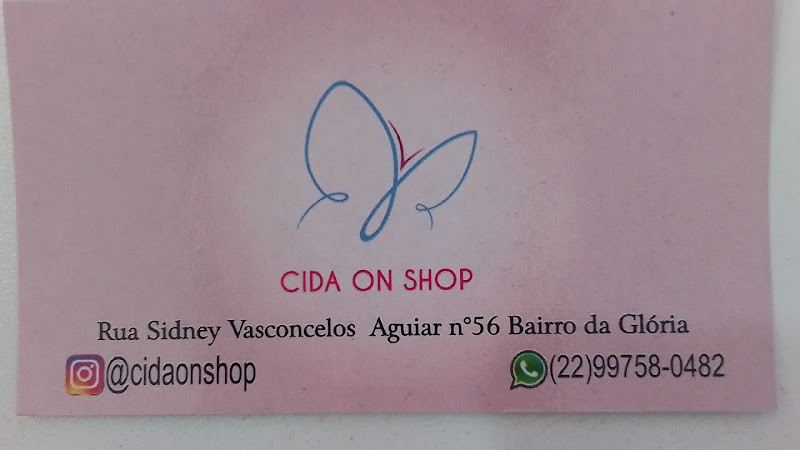 CIDA ON SHOP
Rua Sidney Vasconcelos Aguiar n°56 Bairro da Glória
@cidaonshop (22)99758-0482